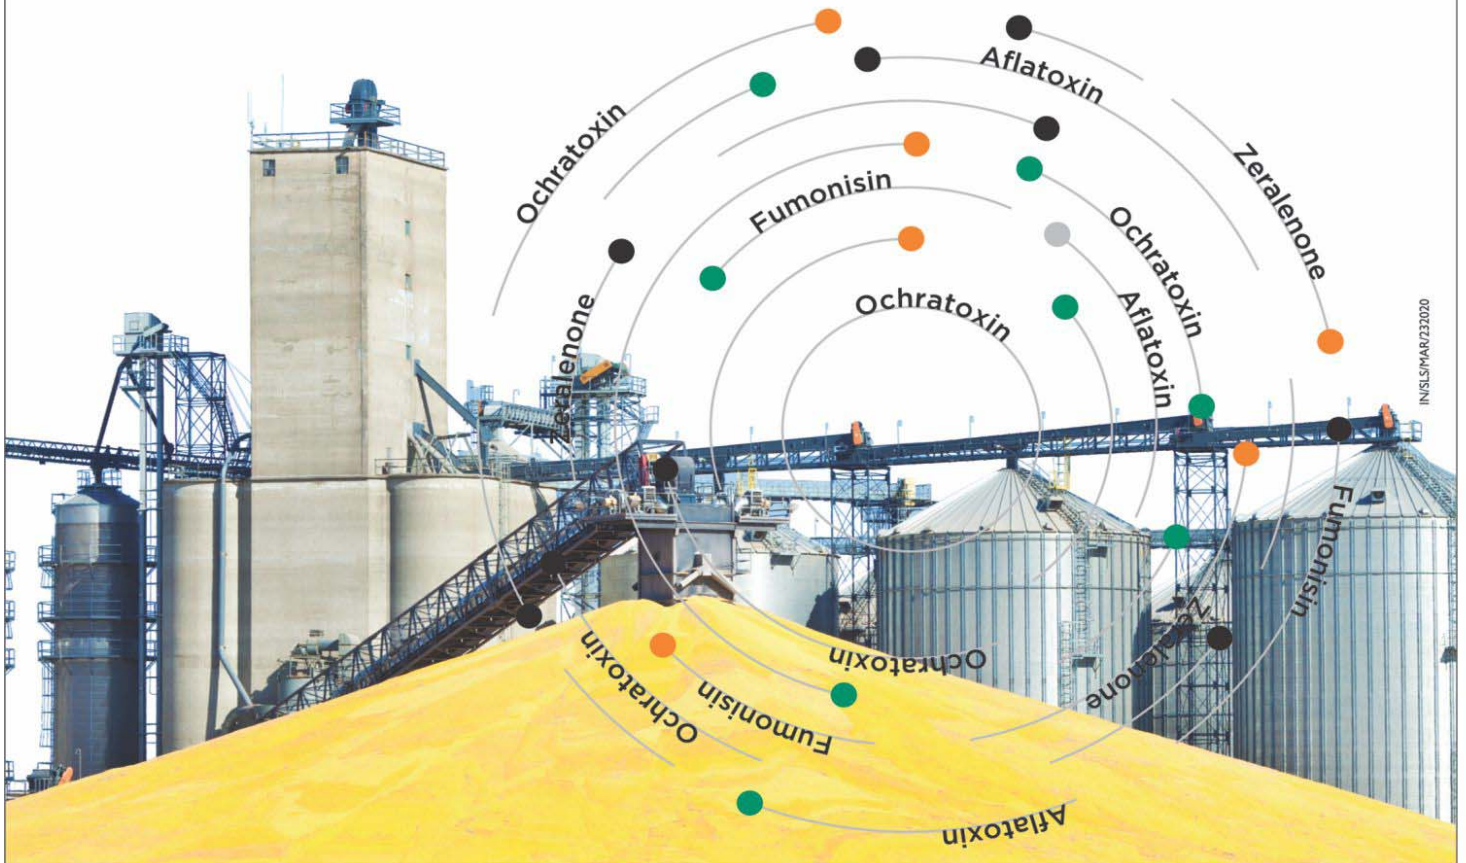 Aflatoxin
Ochratoxin
Zeralenone
Fumonisin
Ochratoxin
Ochratoxin
Zeralenone
Aflatoxin
IN/SLS/MAR/232020
Fumonisin
Zeralenone
Ochratoxin
Ochratoxin
Fumonisin
Aflatoxin